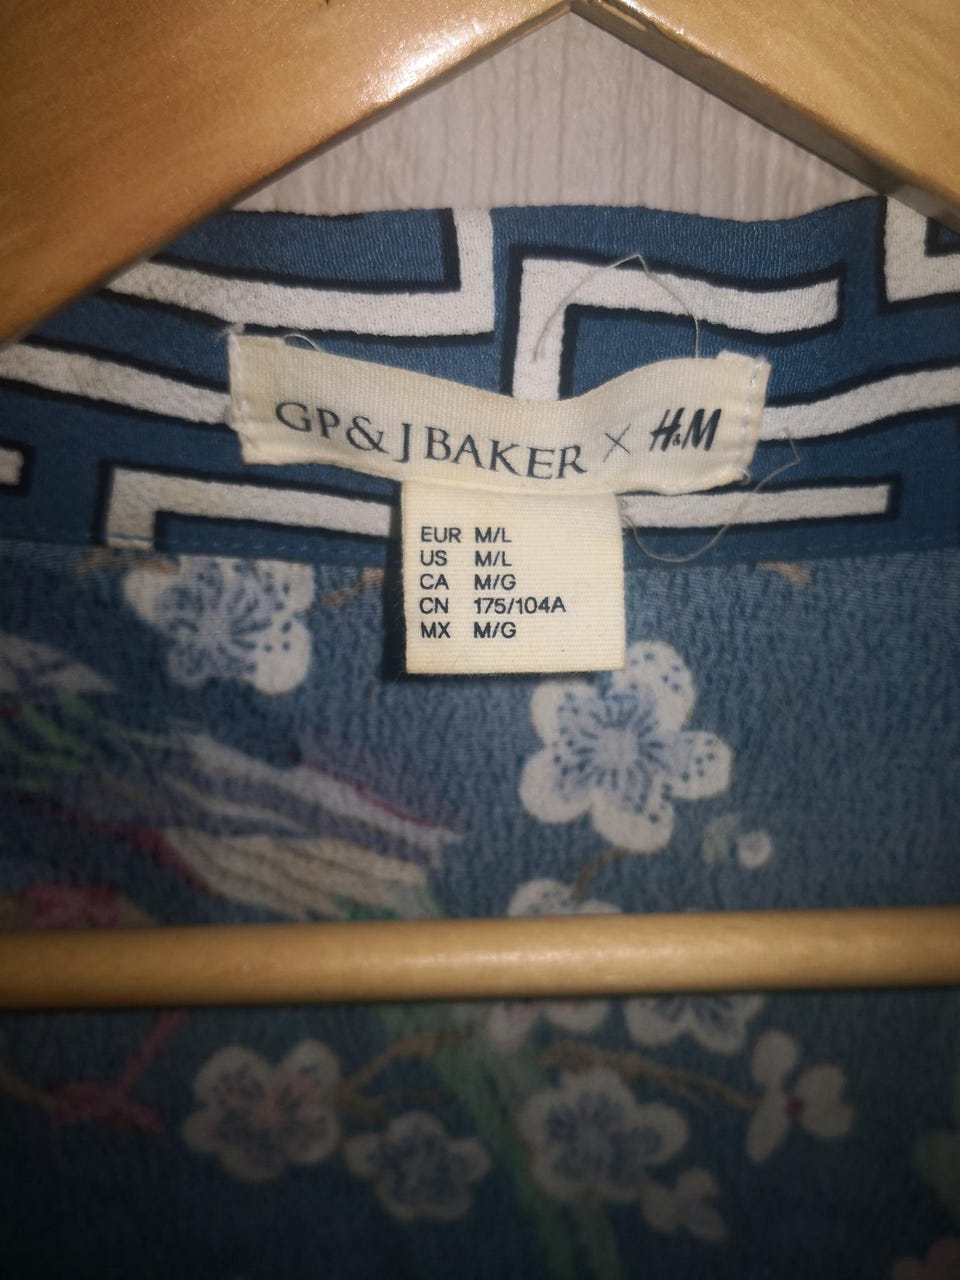 GP&J BAKER × H&M
EUR M/L
US M/L
CA M/G
CN 175/104A
MX M/G